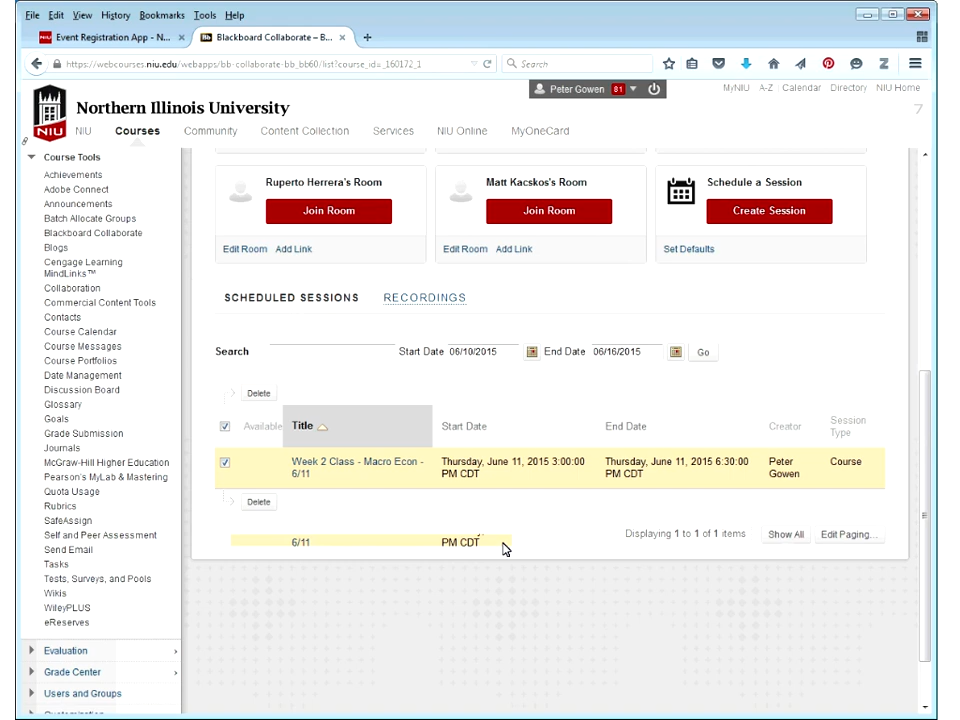 File Edit View History Bookmarks Tools Help
NIU Event Registration App - N... × Bb Blackboard Collaborate – B... × +
https://webcourses.niu.edu/webapps/bb-collaborate-bb_bb60/list?course_id=_160172_1 Search
Peter Gowen 81
MyNIU A-Z Calendar Directory NIU Home
NIU
Northern Illinois University
7
NIU Courses Community Content Collection Services NIU Online MyOneCard
Course Tools
Achievements
Adobe Connect
Announcements
Batch Allocate Groups
Blackboard Collaborate
Blogs
Cengage Learning
MindLinks™
Collaboration
Commercial Content Tools
Contacts
Course Calendar
Course Messages
Course Portfolios
Date Management
Discussion Board
Glossary
Goals
Grade Submission
Journals
McGraw-Hill Higher Education
Pearson's MyLab & Mastering
Quota Usage
Rubrics
SafeAssign
Self and Peer Assessment
Send Email
Tasks
Tests, Surveys, and Pools
Wikis
WileyPLUS
eReserves
Evaluation
Grade Center
Users and Groups
Ruperto Herrera's Room
Join Room
Edit Room Add Link
Matt Kacskos's Room
Join Room
Edit Room Add Link
Schedule a Session
Create Session
Set Defaults
SCHEDULED SESSIONS RECORDINGS
Search Start Date 06/10/2015 End Date 06/16/2015 Go
Delete
Available Title Start Date End Date Creator Session
Type
Week 2 Class - Macro Econ - Thursday, June 11, 2015 3:00:00 Thursday, June 11, 2015 6:30:00 Peter Course
6/11 PM CDT PM CDT Gowen
Delete
Displaying 1 to 1 of 1 items Show All Edit Paging...
6/11 PM CDT